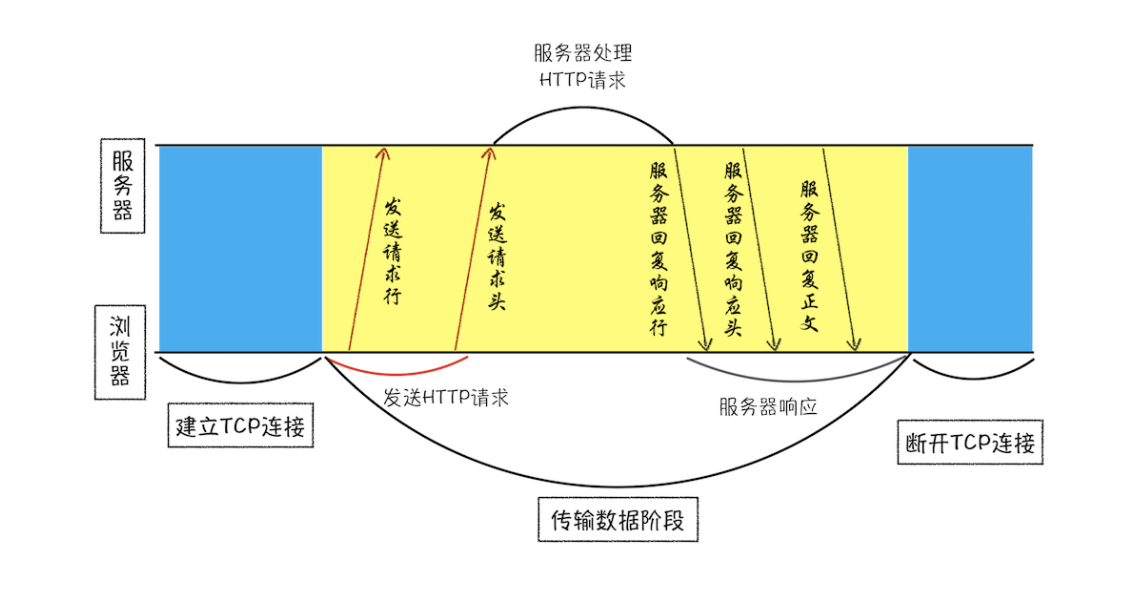 服务器处理
HTTP请求
服务器
发送请求行
发送请求头
服务器回复响应行
服务器回复响应头
服务器回复正文
浏览器
发送HTTP请求
服务器响应
建立TCP连接
断开TCP连接
传输数据阶段